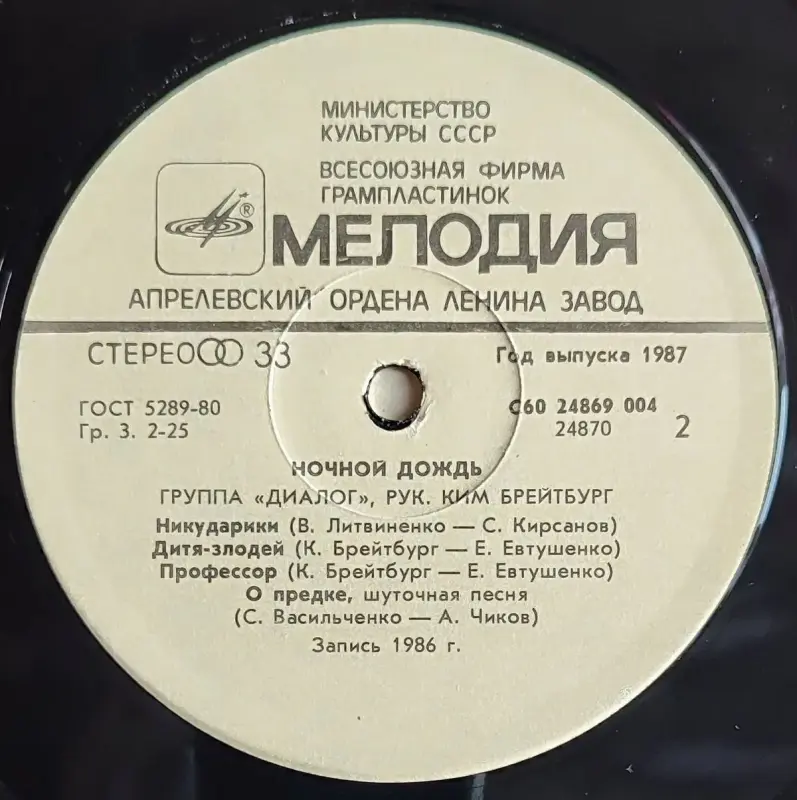 МИНИСТЕРСТВО
КУЛЬТУРЫ СССР
ВСЕСОЮЗНАЯ ФИРМА
ГРАМПЛАСТИНОК
®
МЕЛОДИЯ
АПРЕЛЕВСКИЙ ОРДЕНА ЛЕНИНА ЗАВОД
СТЕРЕО 33
Год выпуска 1987
ГОСТ 5289-80
Гр. 3. 2-25
С60 24869 004
24870
2
НОЧНОЙ ДОЖДЬ
ГРУППА «ДИАЛОГ», РУК. КИМ БРЕЙТБУРГ
Никударики (В. Литвиненко — С. Кирсанов)
Дитя-злодей (К. Брейтбург — Е. Евтушенко)
Профессор (К. Брейтбург — Е. Евтушенко)
О предке, шуточная песня
(С. Васильченко — А. Чиков)
Запись 1986 г.